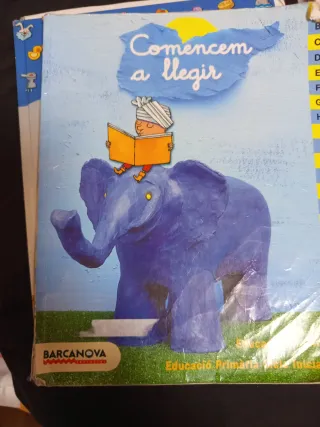 Comencem
a llegir
BARCANOVA
Educació Primària
B
C
D
E
F
G
H